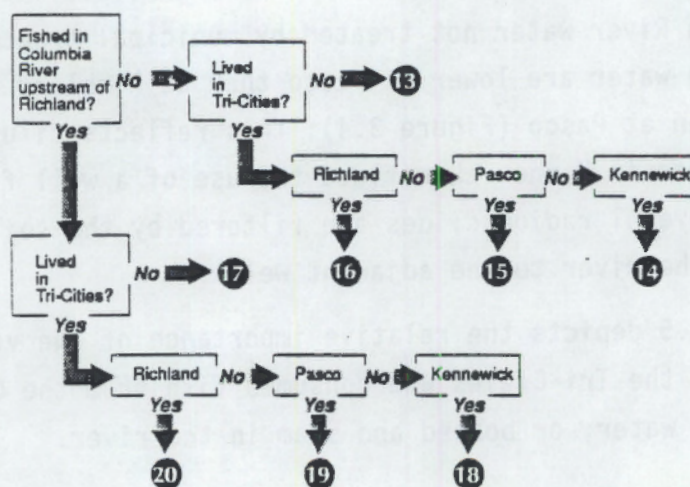 Fished in
Columbia
River
upstream of
Richland?
No
Lived
in
Tri-Cities?
No
13
Yes
Yes
Richland
No
Pasco
No
Kennewick
Yes
Yes
Yes
16
15
14
Lived
in
Tri-Cities?
No
17
Yes
Richland
No
Pasco
No
Kennewick
Yes
Yes
Yes
20
19
18